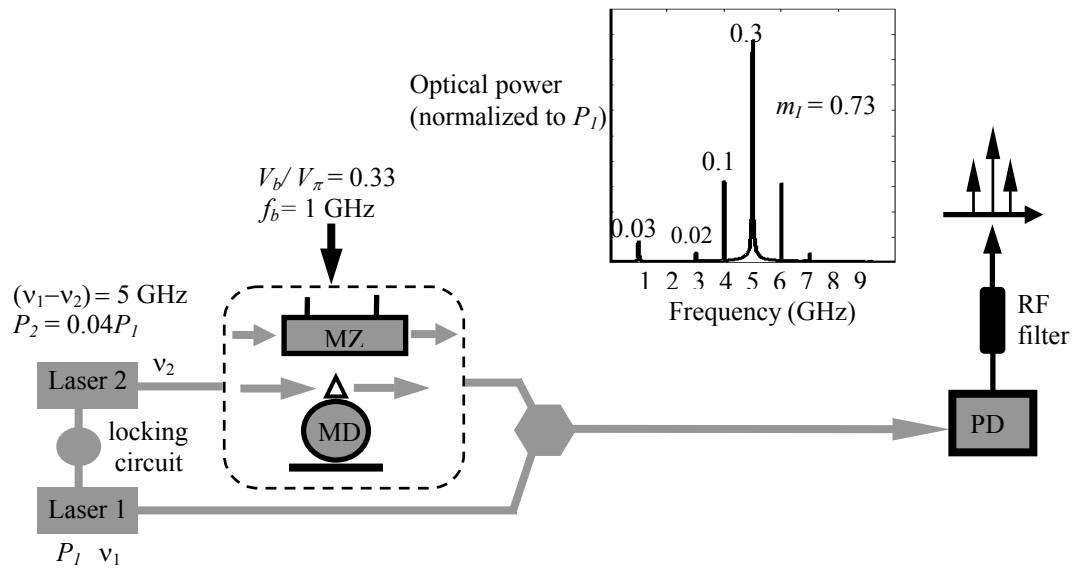 0.3
Optical power
(normalized to P1)
mI = 0.73
0.1
0.03
0.02
1 2 3 4 5 6 7 8 9
Frequency (GHz)
Vb/ Vπ = 0.33
fb= 1 GHz
(ν1−ν2) = 5 GHz
P2 = 0.04P1
MZ
ν2
Laser 2
MD
locking
circuit
Laser 1
P1 ν1
RF
filter
PD